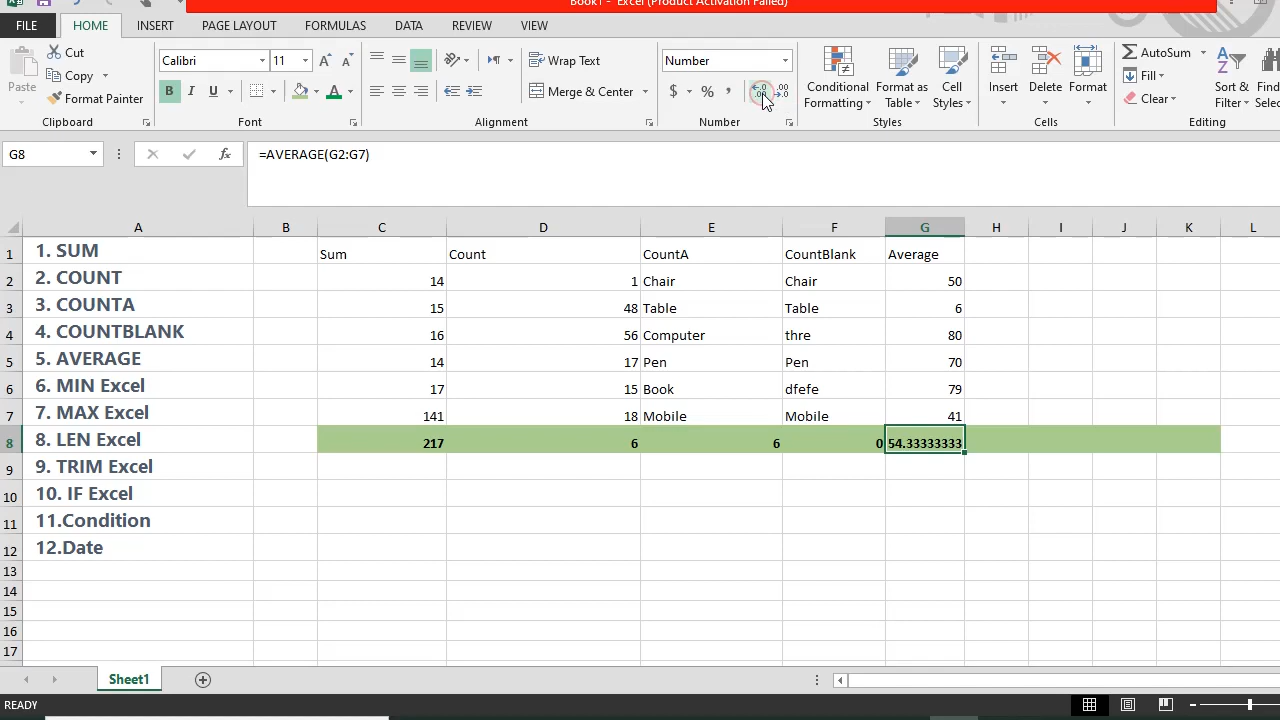 Book1 - Excel (Product Activation Failed)
FILE HOME INSERT PAGE LAYOUT FORMULAS DATA REVIEW VIEW
Cut
Copy
Format Painter
Paste
Clipboard
Calibri 11
B I U A
Font
Wrap Text
Merge & Center
Alignment
Number
$ % ,
Number
Conditional Formatting
Format as Table
Cell Styles
Styles
Insert Delete Format
Cells
AutoSum
Fill
Clear
Sort & Filter
Editing
G8 fx =AVERAGE(G2:G7)
A B C D E F G H I J K L
1 1. SUM Sum Count CountA CountBlank Average
2 2. COUNT 14 1 Chair Chair 50
3 3. COUNTA 15 48 Table Table 6
4 4. COUNTBLANK 16 56 Computer thre 80
5 5. AVERAGE 14 17 Pen Pen 70
6 6. MIN Excel 17 15 Book dfefe 79
7 7. MAX Excel 141 18 Mobile Mobile 41
8 8. LEN Excel 217 6 6 0 54.33333333
9 9. TRIM Excel
10 10. IF Excel
11 11.Condition
12 12.Date
13
14
15
16
17
Sheet1
READY